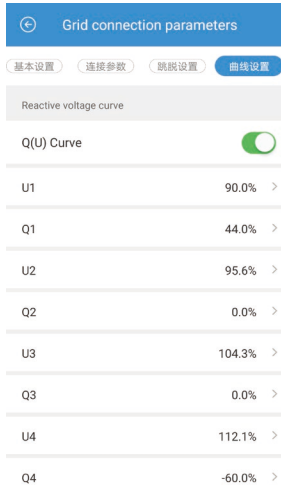 Grid connection parameters
基本设置 连接参数 跳脱设置 曲线设置
Reactive voltage curve
Q(U) Curve
U1 90.0%
Q1 44.0%
U2 95.6%
Q2 0.0%
U3 104.3%
Q3 0.0%
U4 112.1%
Q4 -60.0%